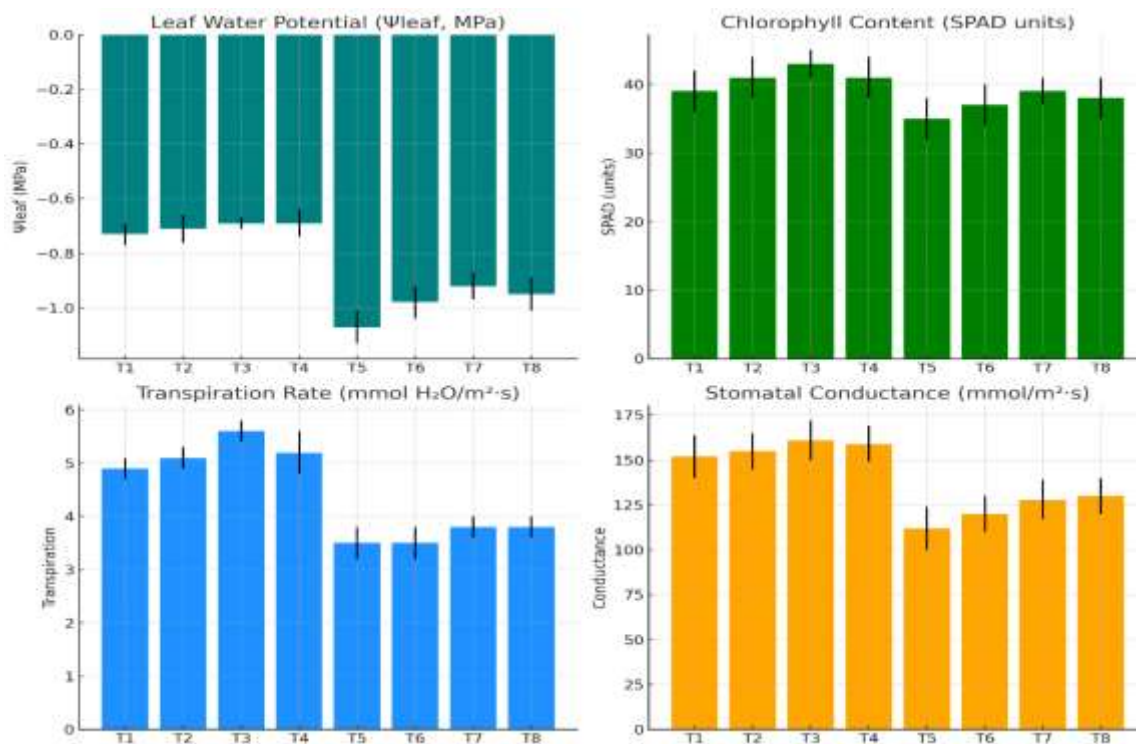 Leaf Water Potential (Ψleaf, MPa)
0.0
−0.2
−0.4
−0.6
−0.8
−1.0
Ψleaf (MPa)
T1 T2 T3 T4 T5 T6 T7 T8
Chlorophyll Content (SPAD units)
40
30
20
10
0
SPAD (units)
T1 T2 T3 T4 T5 T6 T7 T8
Transpiration Rate (mmol H₂O/m²·s)
6
5
4
3
2
1
0
Transpiration
T1 T2 T3 T4 T5 T6 T7 T8
Stomatal Conductance (mmol/m²·s)
175
150
125
100
75
50
25
0
Conductance
T1 T2 T3 T4 T5 T6 T7 T8